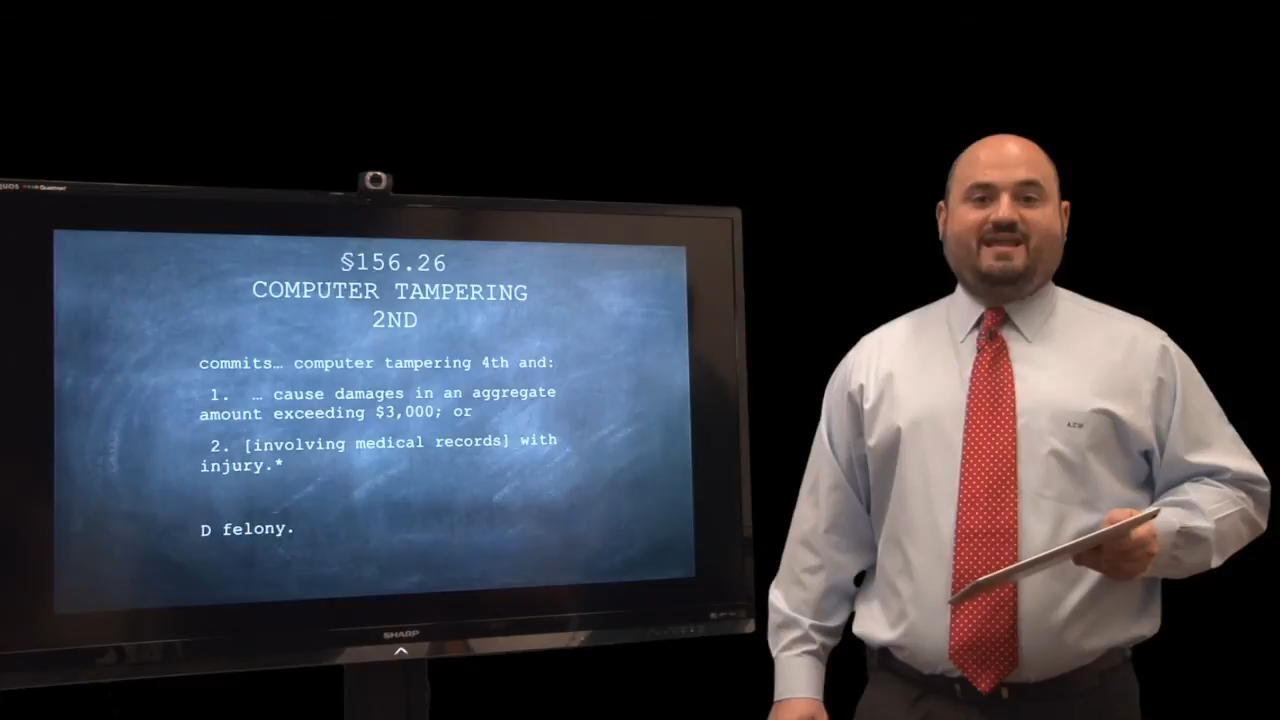 §156.26
COMPUTER TAMPERING
2ND
commits… computer tampering 4th and:
1. … cause damages in an aggregate
amount exceeding $3,000; or
2. [involving medical records] with
injury.*
D felony.
SHARP